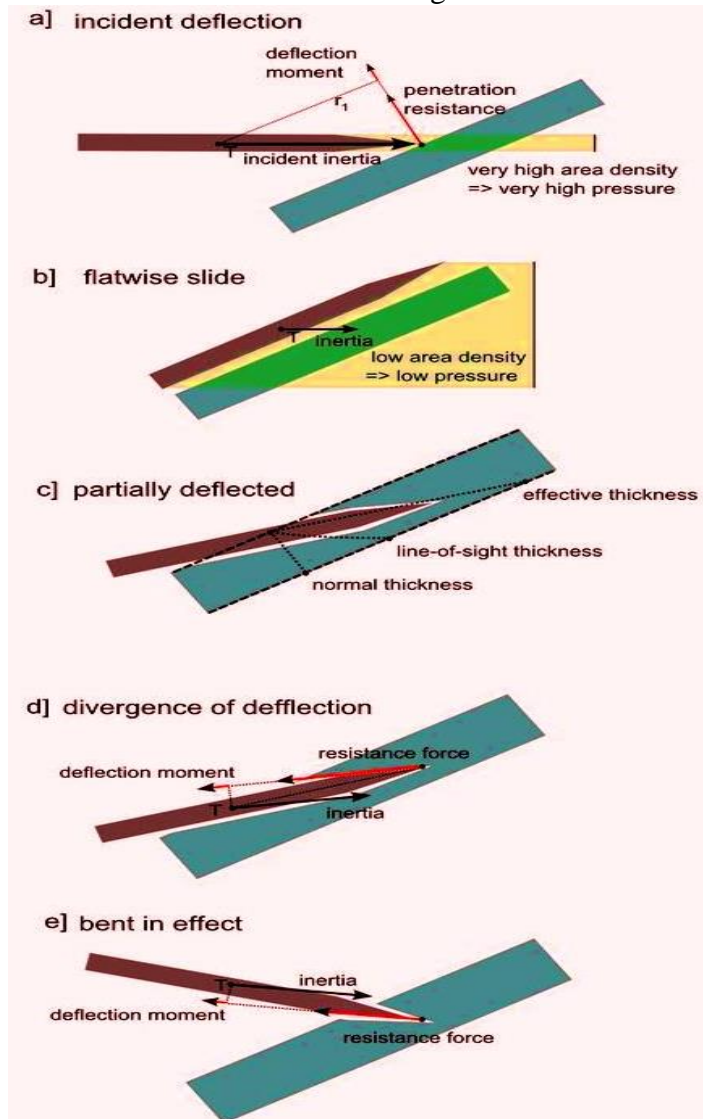 a] incident deflection
deflection
moment
r1
penetration
resistance
T
incident inertia
very high area density
=> very high pressure
b] flatwise slide
T
inertia
low area density
=> low pressure
c] partially deflected
effective thickness
line-of-sight thickness
normal thickness
d] divergence of defflection
resistance force
deflection moment
T
inertia
e] bent in effect
T
inertia
deflection moment
resistance force